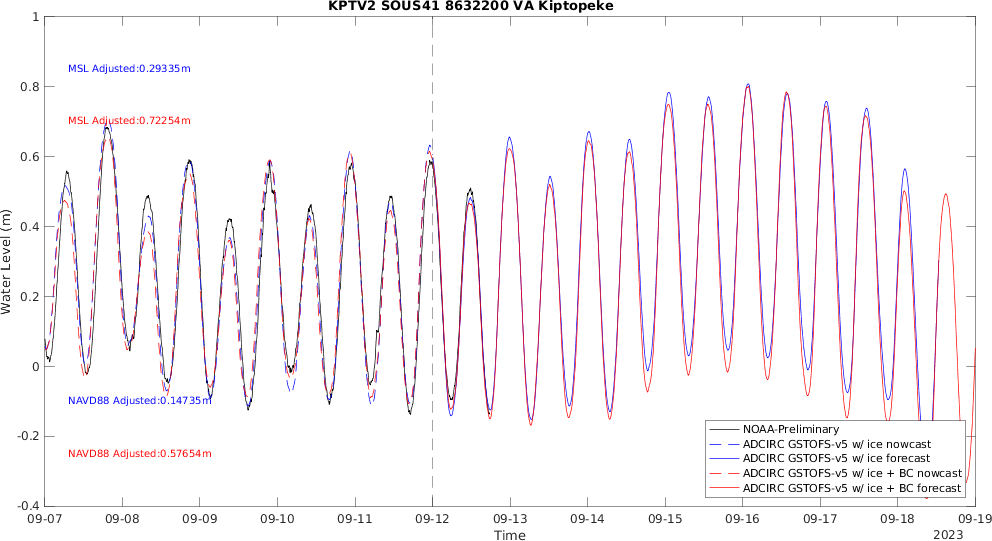 KPTV2 SOUS41 8632200 VA Kiptopeke
1
0.8
0.6
0.4
0.2
0
-0.2
-0.4
Water Level (m)
MSL Adjusted:0.29335m
MSL Adjusted:0.72254m
NAVD88 Adjusted:0.14735m
NAVD88 Adjusted:0.57654m
NOAA-Preliminary
ADCIRC GSTOFS-v5 w/ ice nowcast
ADCIRC GSTOFS-v5 w/ ice forecast
ADCIRC GSTOFS-v5 w/ ice + BC nowcast
ADCIRC GSTOFS-v5 w/ ice + BC forecast
09-07 09-08 09-09 09-10 09-11 09-12 09-13 09-14 09-15 09-16 09-17 09-18 09-19
Time
2023